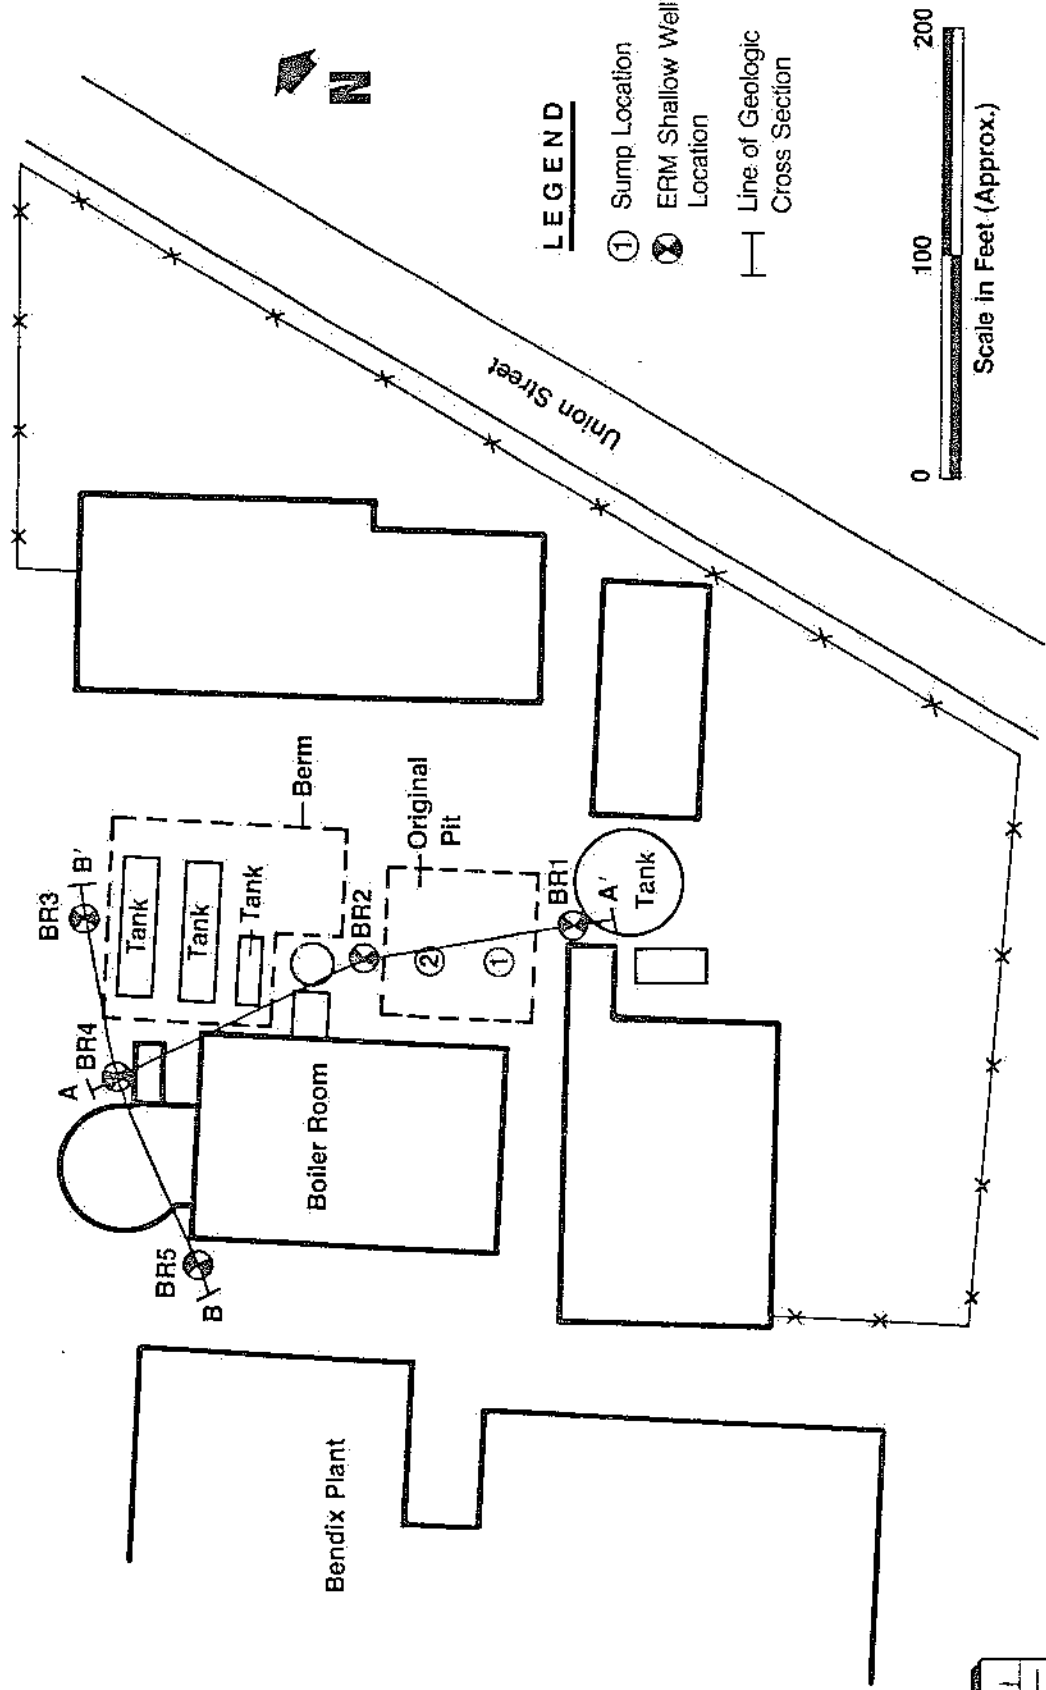 N
LEGEND
1 Sump Location
ERM Shallow Well
Location
Line of Geologic
Cross Section
0 100 200
Scale in Feet (Approx.)
Union Street
Berm
Original
Pit
BR3
B'
Tank
Tank
Tank
BR2
2
1
BR1
A'
Tank
BR4
A
Boiler Room
BR5
B
Bendix Plant